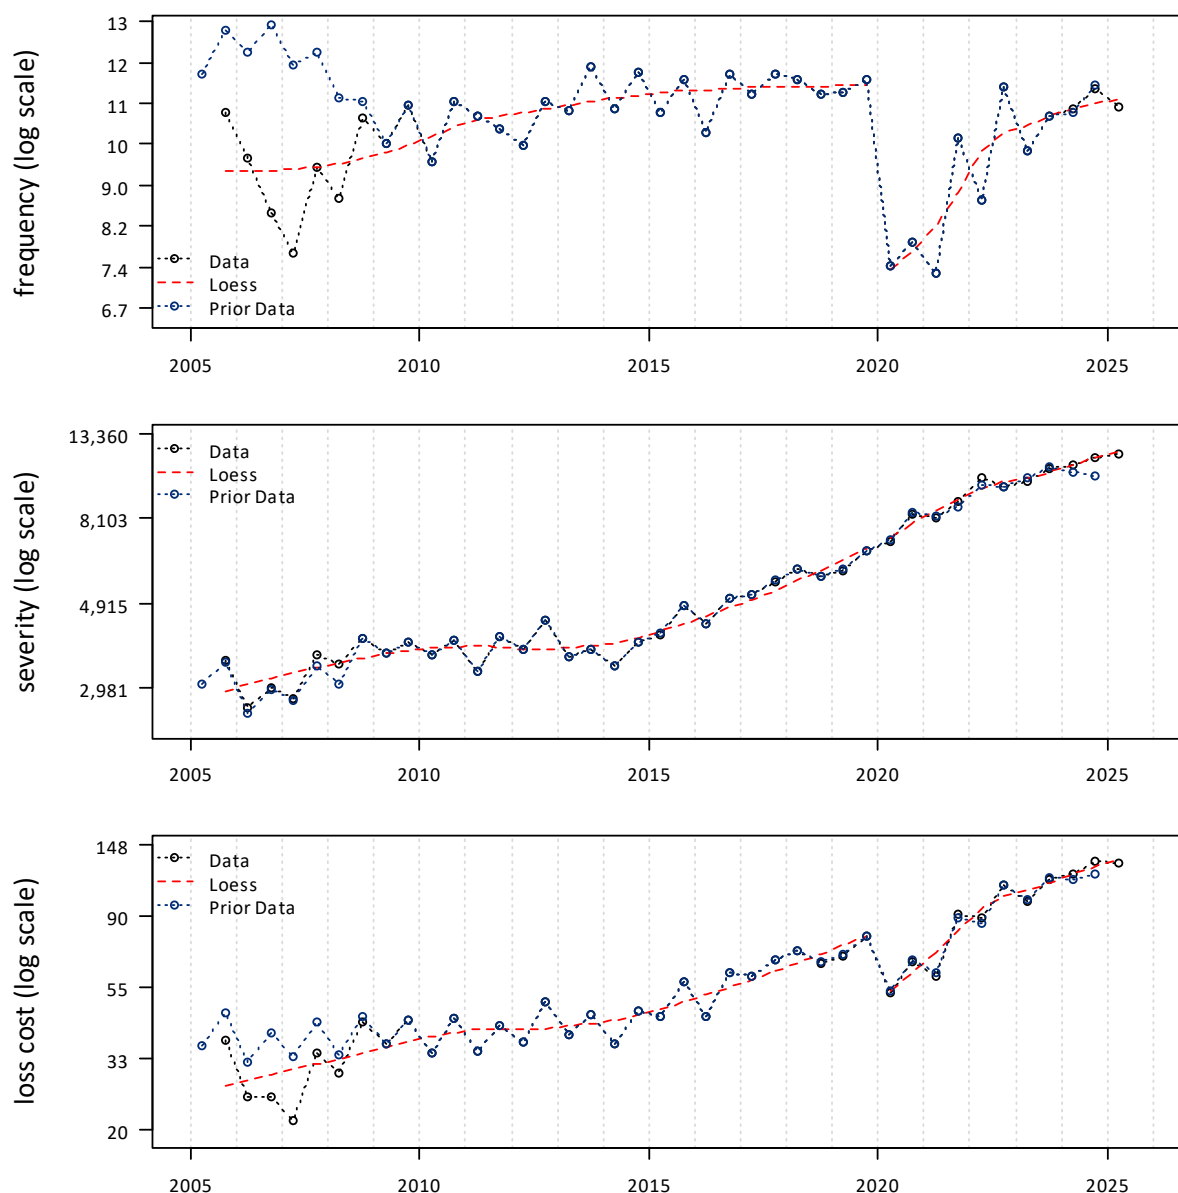 frequency (log scale)
13
12
11
10
9.0
8.2
7.4
6.7
Data
Loess
Prior Data
2005 2010 2015 2020 2025
severity (log scale)
13,360
8,103
4,915
2,981
Data
Loess
Prior Data
2005 2010 2015 2020 2025
loss cost (log scale)
148
90
55
33
20
Data
Loess
Prior Data
2005 2010 2015 2020 2025